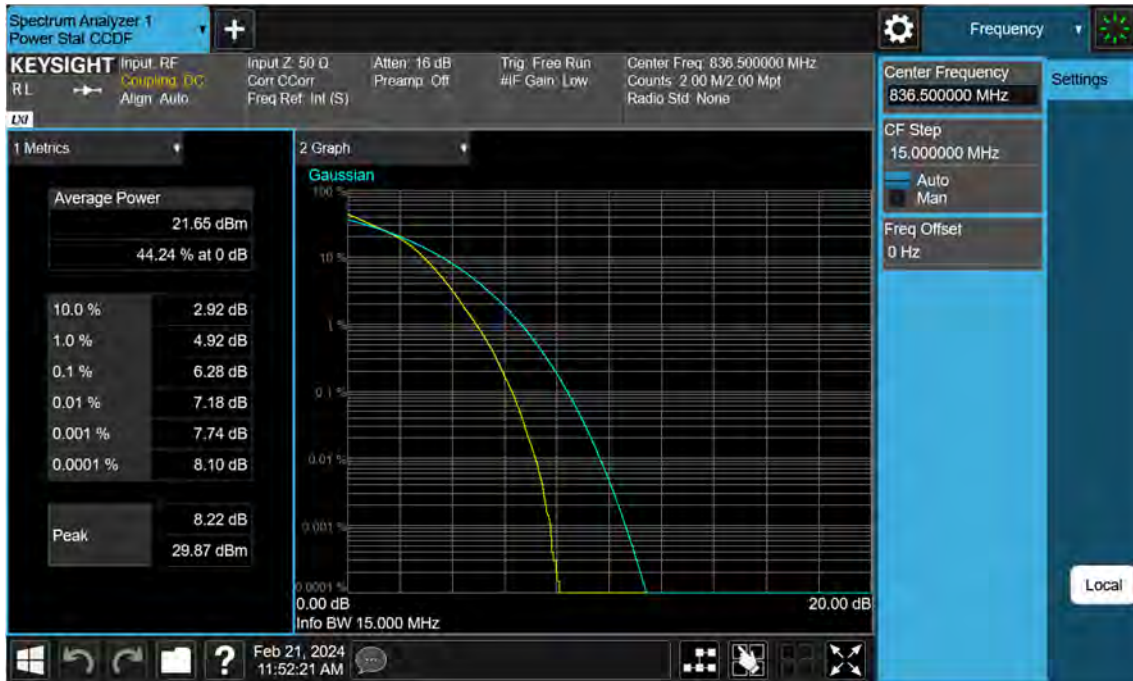 Spectrum Analyzer 1
Power Stat CCDF
+
Frequency
KEYSIGHT
RL
LXI
Input: RF
Coupling: DC
Align: Auto
Input Z: 50 Ω
Corr CCorr
Freq Ref: Int (S)
Atten: 16 dB
Preamp: Off
Trig: Free Run
#IF Gain: Low
Center Freq: 836.500000 MHz
Counts: 2.00 M/2.00 Mpt
Radio Std: None
Center Frequency
836.500000 MHz
Settings
CF Step
15.000000 MHz
Auto
Man
Freq Offset
0 Hz
Local
1 Metrics
Average Power
21.65 dBm
44.24 % at 0 dB
10.0 % 2.92 dB
1.0 % 4.92 dB
0.1 % 6.28 dB
0.01 % 7.18 dB
0.001 % 7.74 dB
0.0001 % 8.10 dB
Peak
8.22 dB
29.87 dBm
2 Graph
Gaussian
100 %
10 %
1 %
0.1 %
0.01 %
0.001 %
0.0001 %
0.00 dB 20.00 dB
Info BW 15.000 MHz
?
Feb 21, 2024
11:52:21 AM